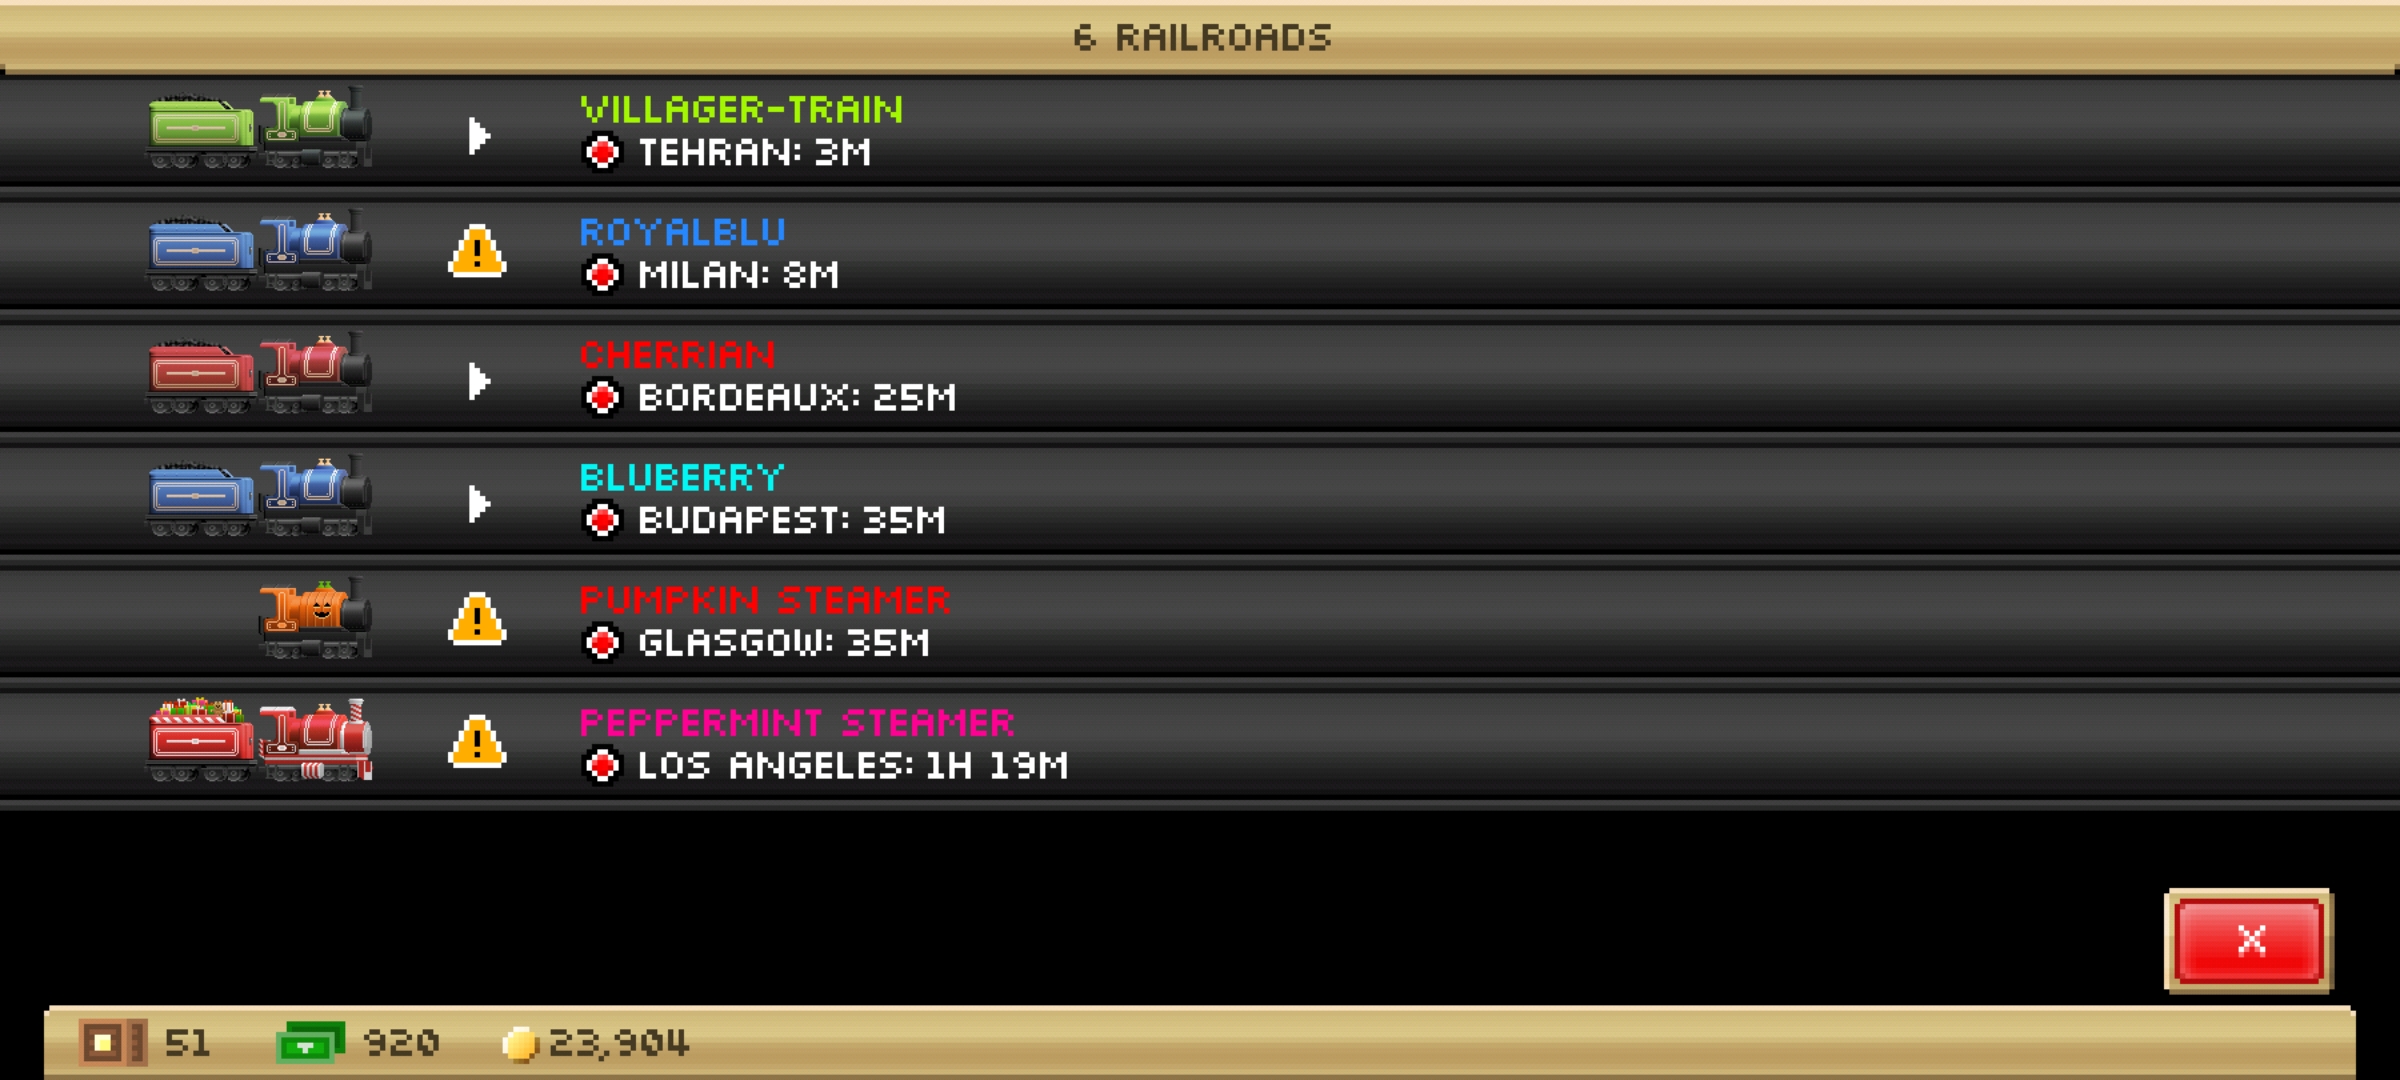 6 RAILROADS
VILLAGER-TRAIN
TEHRAN: 3M
ROYALBLU
MILAN: 8M
CHERRIAN
BORDEAUX: 25M
BLUBERRY
BUDAPEST: 35M
PUMPKIN STEAMER
GLASGOW: 35M
PEPPERMINT STEAMER
LOS ANGELES: 1H 19M
X
51 920 23,904